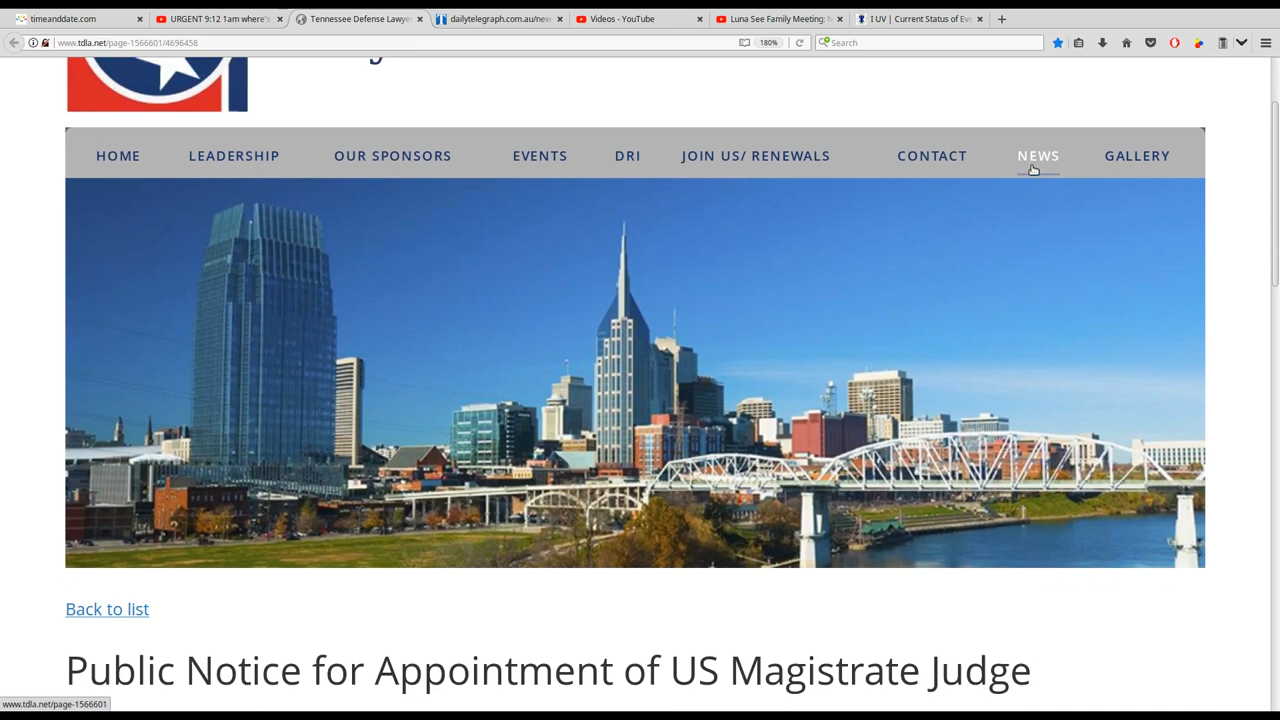 timeanddate.com
URGENT 9:12 1am where's
Tennessee Defense Lawye
dailytelegraph.com.au/new
Videos - YouTube
Luna See Family Meeting: N
I UV | Current Status of Ev
www.tdla.net/page-1566601/4696458
180%
Search
HOME LEADERSHIP OUR SPONSORS EVENTS DRI JOIN US/ RENEWALS CONTACT NEWS GALLERY
Back to list
Public Notice for Appointment of US Magistrate Judge
www.tdla.net/page-1566601